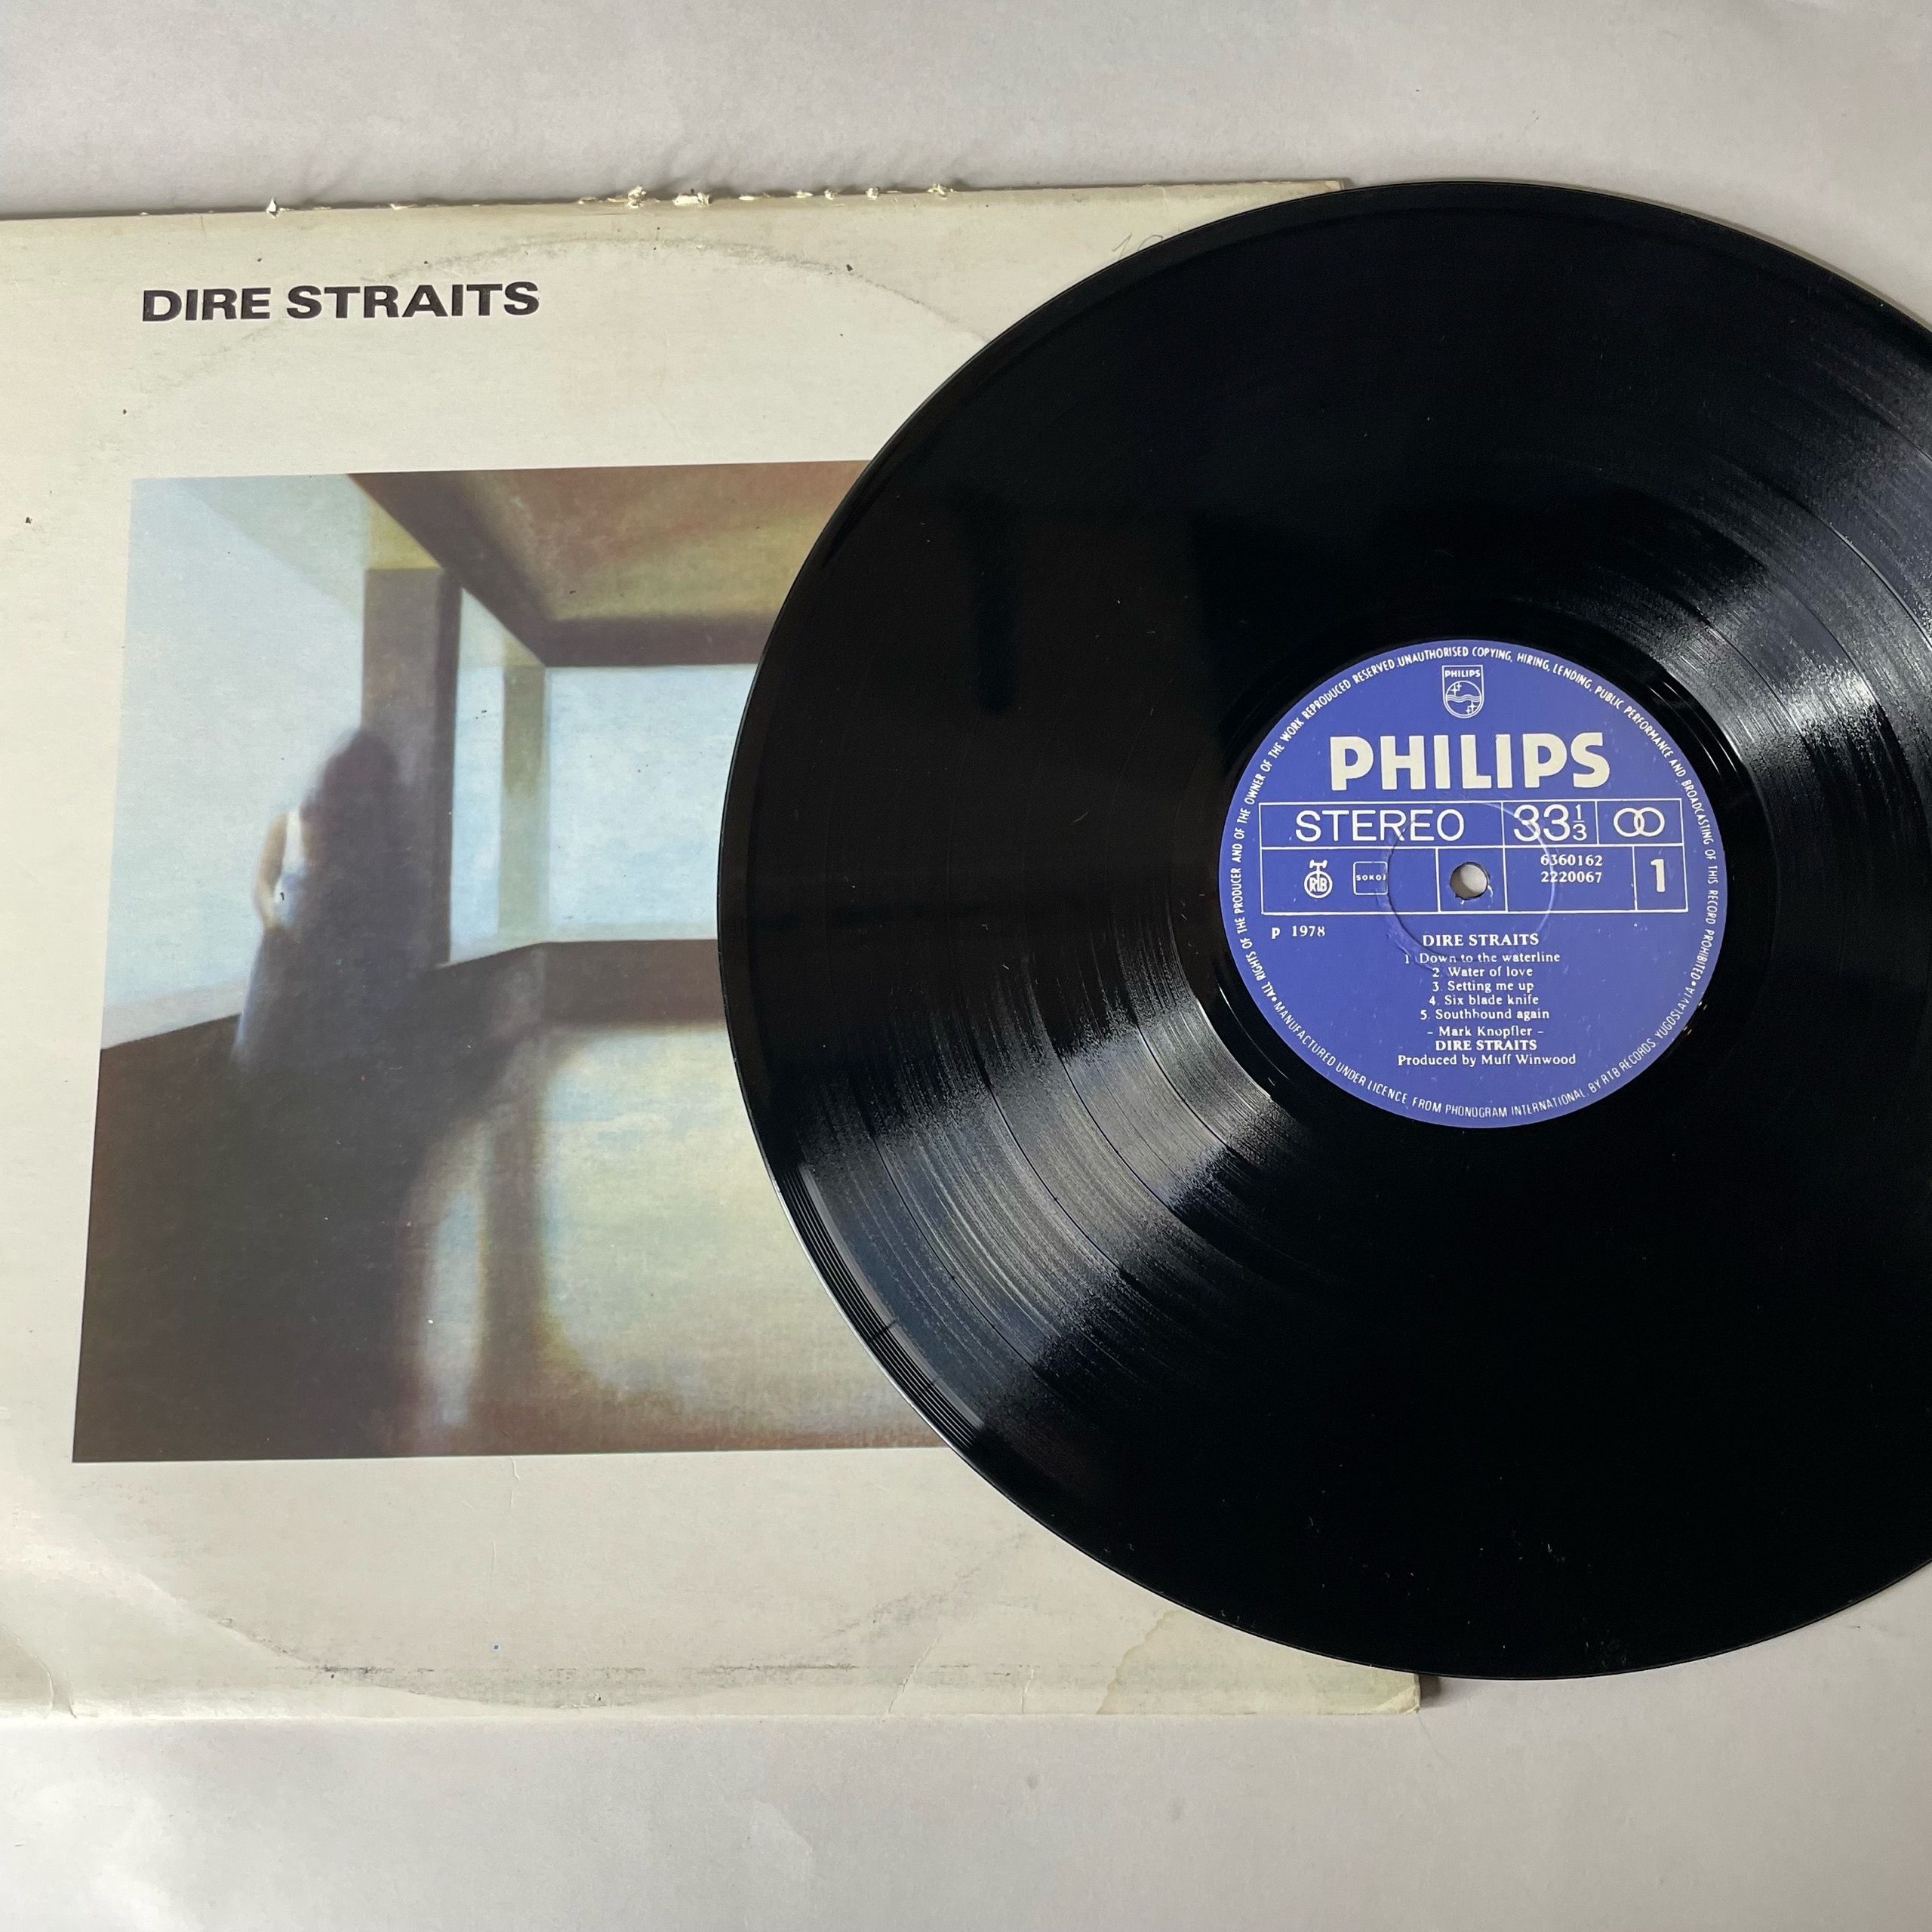 DIRE STRAITS
ALL RIGHTS OF THE PRODUCER AND OF THE OWNER OF THE WORK REPRODUCED RESERVED. UNAUTHORISED COPYING, HIRING, LENDING, PUBLIC PERFORMANCE AND BROADCASTING OF THIS RECORD PROHIBITED •
PHILIPS
PHILIPS
STEREO 33 1/3
RTB SOKOJ 6360162 1
2220067
P 1978
DIRE STRAITS
1. Down to the waterline
2. Water of love
3. Setting me up
4. Six blade knife
5. Southbound again
- Mark Knopfler -
DIRE STRAITS
Produced by Muff Winwood
• MANUFACTURED UNDER LICENCE FROM PHONOGRAM INTERNATIONAL BY RTB RECORDS YUGOSLAVIA •